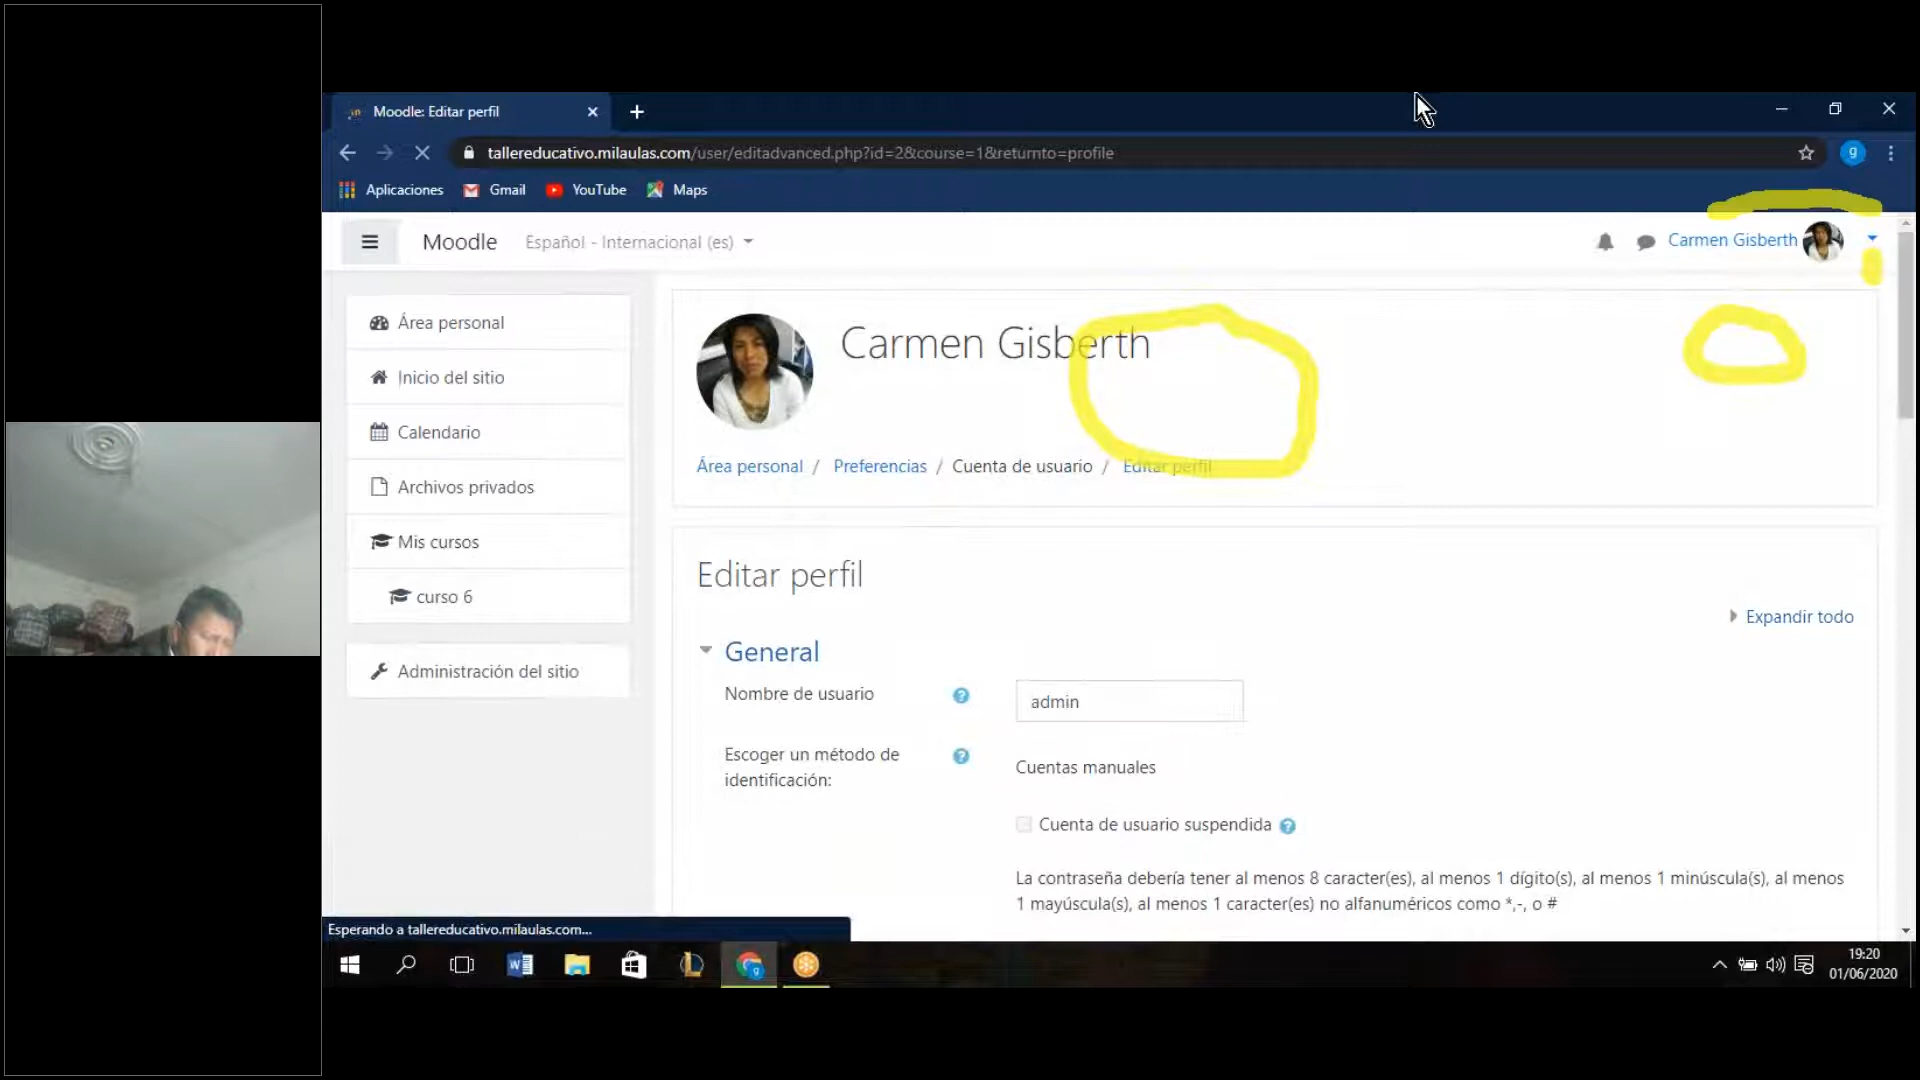 Moodle: Editar perfil
tallereducativo.milaulas.com/user/editadvanced.php?id=2&course=1&returnto=profile
g
Aplicaciones Gmail YouTube Maps
Moodle Español - Internacional (es) Carmen Gisberth
Área personal
Inicio del sitio
Calendario
Archivos privados
Mis cursos
curso 6
Administración del sitio
Carmen Gisberth
Área personal / Preferencias / Cuenta de usuario / Editar perfil
Editar perfil
Expandir todo
General
Nombre de usuario
admin
Escoger un método de
identificación:
Cuentas manuales
Cuenta de usuario suspendida
La contraseña debería tener al menos 8 caracter(es), al menos 1 dígito(s), al menos 1 minúscula(s), al menos
1 mayúscula(s), al menos 1 caracter(es) no alfanuméricos como *,-, o #
Esperando a tallereducativo.milaulas.com...
19:20
01/06/2020